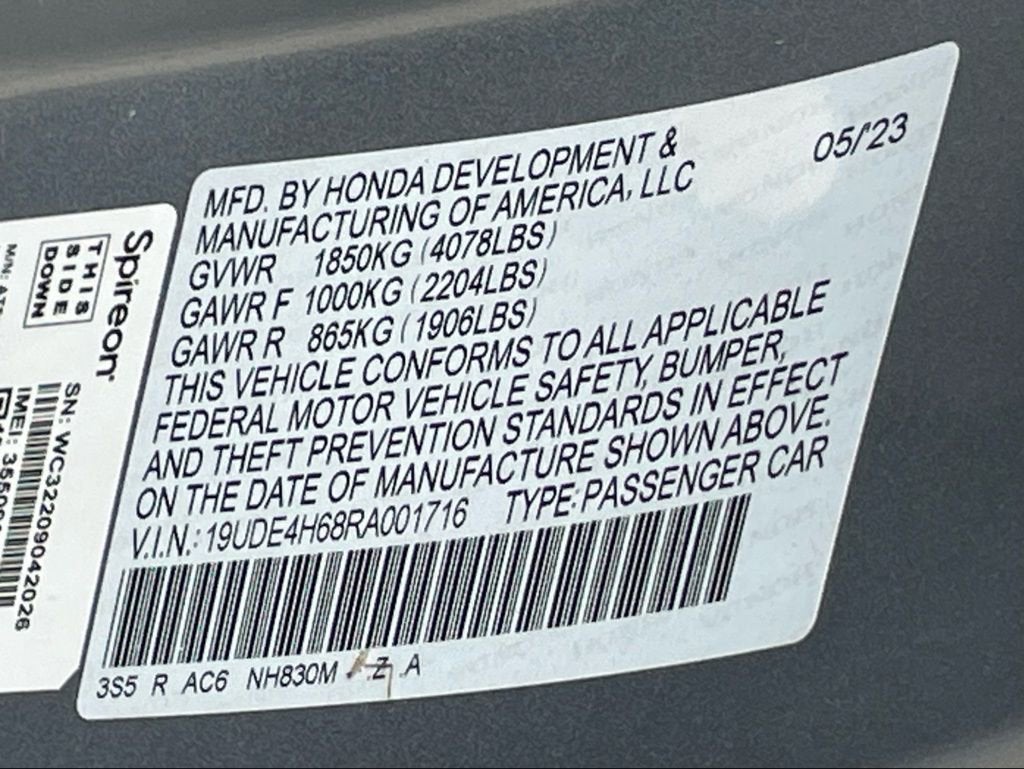 MFD. BY HONDA DEVELOPMENT &
MANUFACTURING OF AMERICA, LLC
05/'23
GVWR 1850KG (4078LBS)
GAWR F 1000KG (2204LBS)
GAWR R 865KG (1906LBS)
THIS VEHICLE CONFORMS TO ALL APPLICABLE
FEDERAL MOTOR VEHICLE SAFETY, BUMPER,
AND THEFT PREVENTION STANDARDS IN EFFECT
ON THE DATE OF MANUFACTURE SHOWN ABOVE.
V.I.N.: 19UDE4H68RA001716 TYPE: PASSENGER CAR
3S5 R AC6 NH830M Z A
Spireon
THIS
SIDE
DOWN
SN: WC32209042026
IMEI:
M/N: